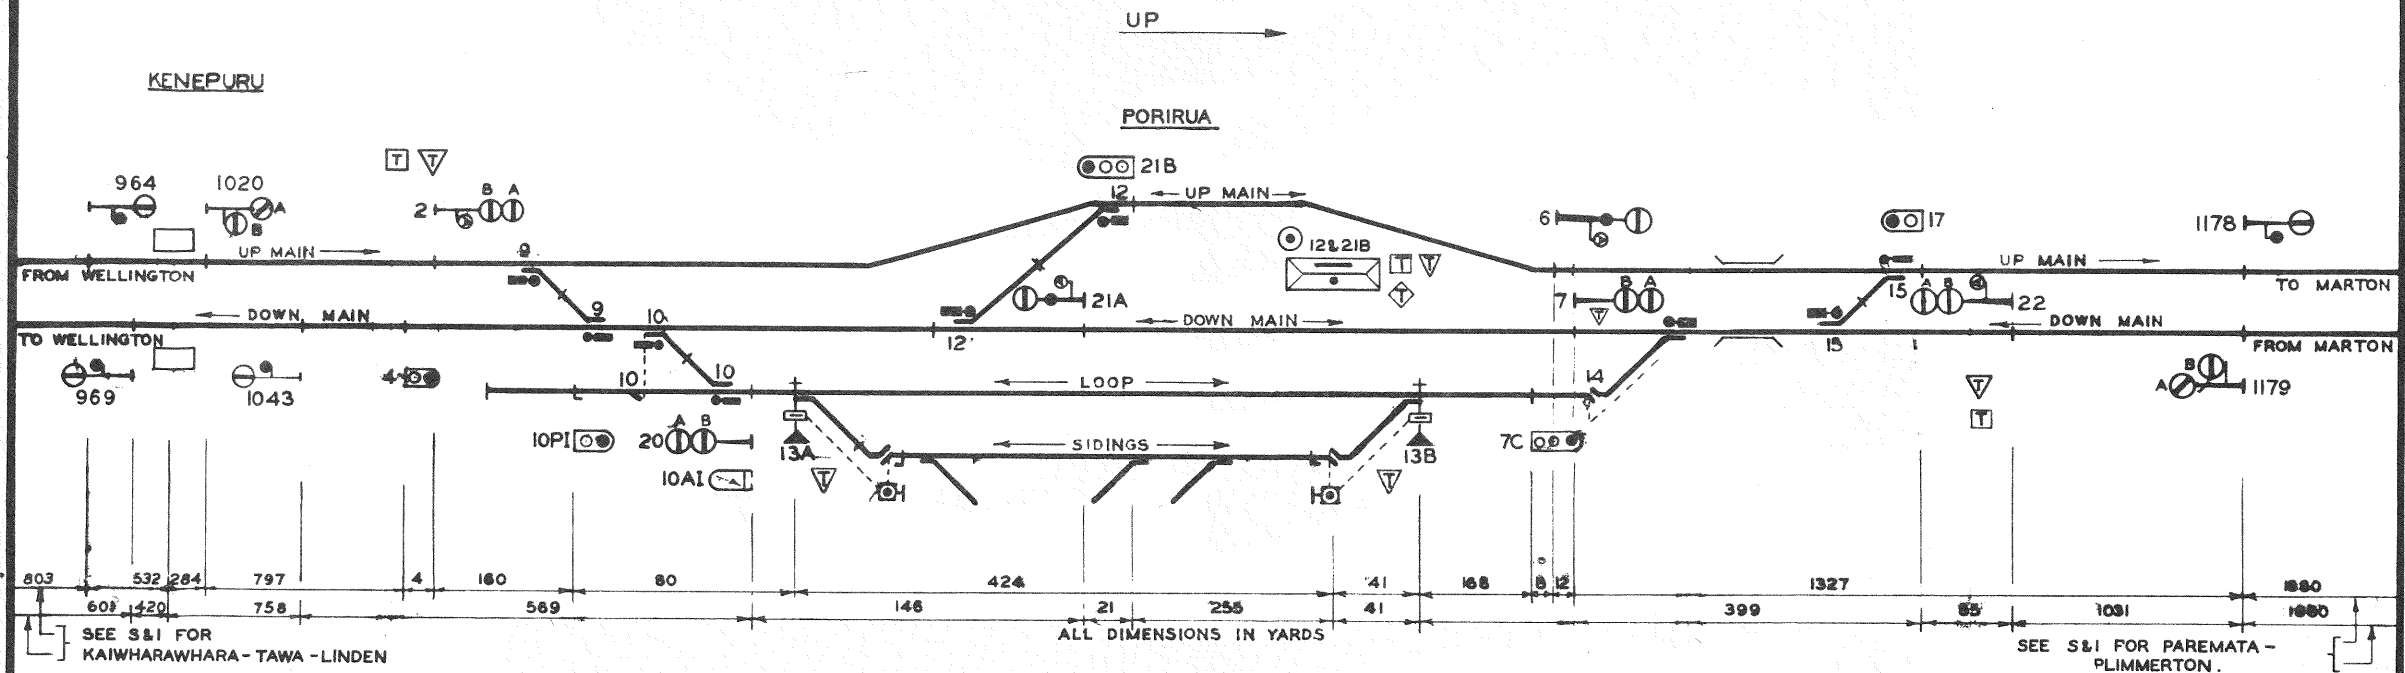 UP
KENEPURU
PORIRUA
T T
21B
964 1020 B A 12 UP MAIN
A 2 6 17 1178
B
UP MAIN 9 12&21B T T
FROM WELLINGTON UP MAIN
T TO MARTON
21A 7 B A 15 A B 22
DOWN MAIN 9 10 DOWN MAIN T DOWN MAIN
TO WELLINGTON 12 15 FROM MARTON
4 10 10 LOOP 14 T B
969 1043 A 1179
T
10PI 20 A B SIDINGS 7C
13A 13B
10AI T T
803 532 284 797 4 160 80 424 41 168 8 12 1327 1880
601 420 758 569 146 21 255 41 399 85 1031 1880
SEE S&I FOR
KAIWHARAWHARA-TAWA-LINDEN
ALL DIMENSIONS IN YARDS
SEE S&I FOR PAREMATA-
PLIMMERTON.